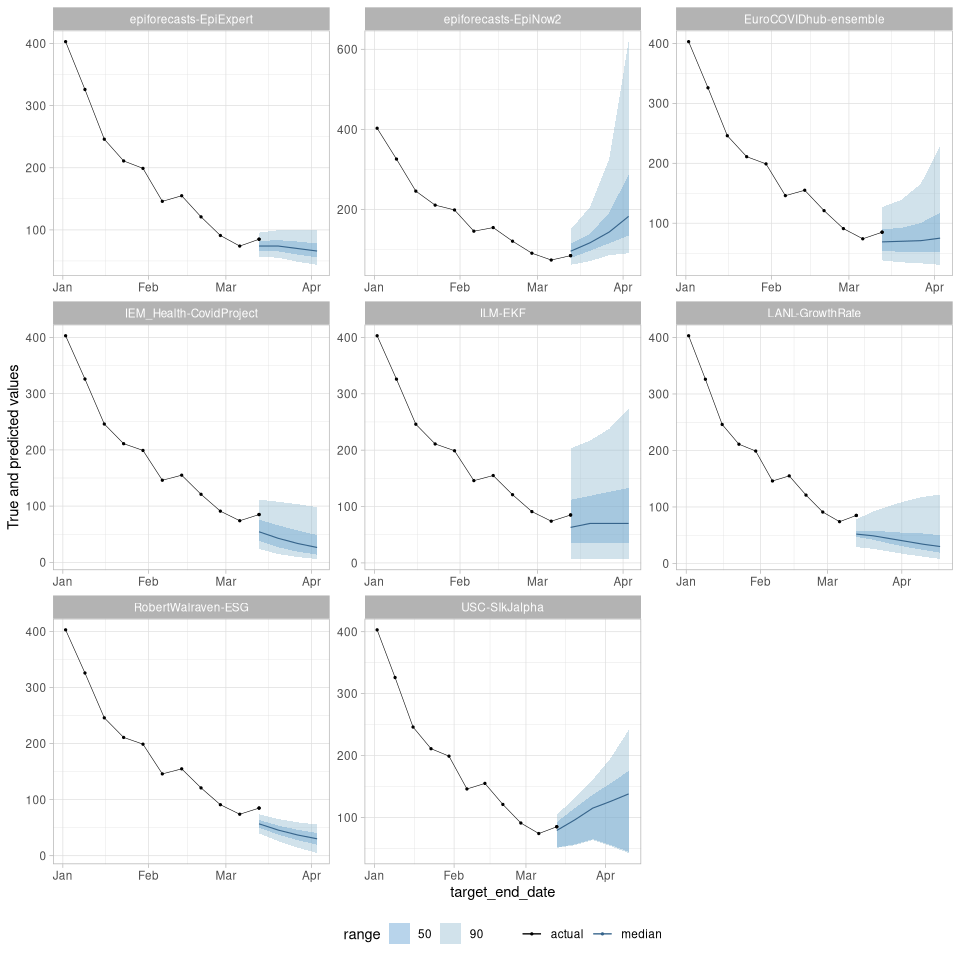 epiforecasts-EpiExpert epiforecasts-EpiNow2 EuroCOVIDhub-ensemble
400 600 400
300 400 300
200 200 200
100 100
Jan Feb Mar Apr Jan Feb Mar Apr Jan Feb Mar Apr
IEM_Health-CovidProject ILM-EKF LANL-GrowthRate
True and predicted values
400 400 400
300 300 300
200 200 200
100 100 100
0 0 0
Jan Feb Mar Apr Jan Feb Mar Apr Jan Feb Mar Apr
RobertWalraven-ESG USC-SIkJalpha
400 400
300 300
200 200
100 100
0
Jan Feb Mar Apr Jan Feb Mar Apr
target_end_date
range 50 90 actual median